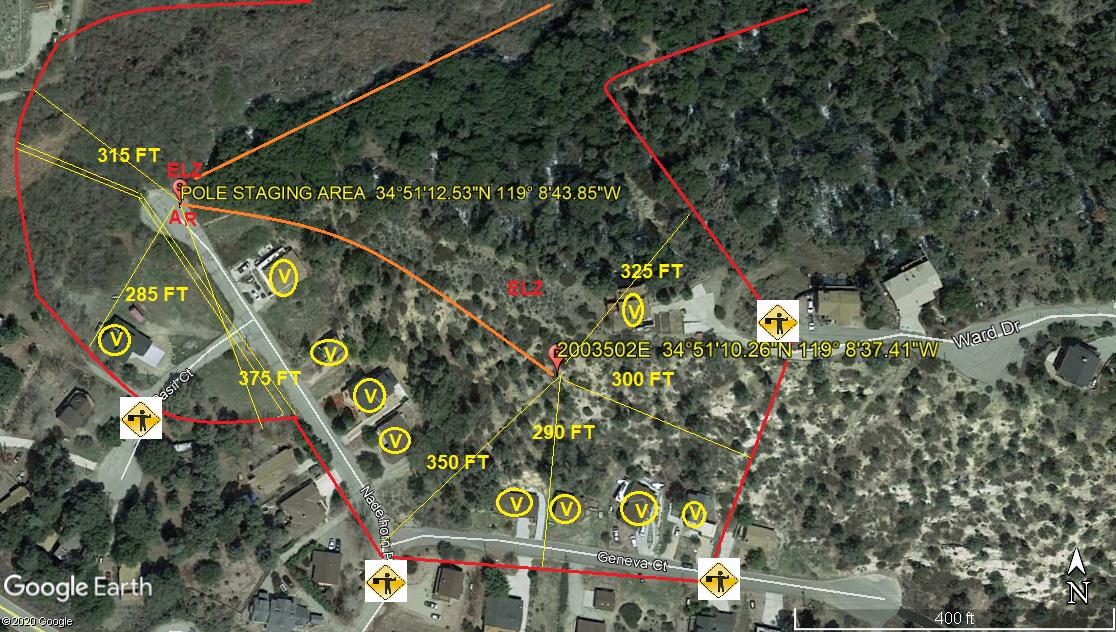 315 FT
ELZ
POLE STAGING AREA 34°51'12.53"N 119° 8'43.85"W
AR
V
325 FT
285 FT
ELZ
V
V
Ward Dr
V
2003502E 34°51'10.26"N 119° 8'37.41"W
V
375 FT
300 FT
V
V
290 FT
350 FT
V
V
V
V
Geneva Ct
Google Earth
N
©2020 Google
400 ft